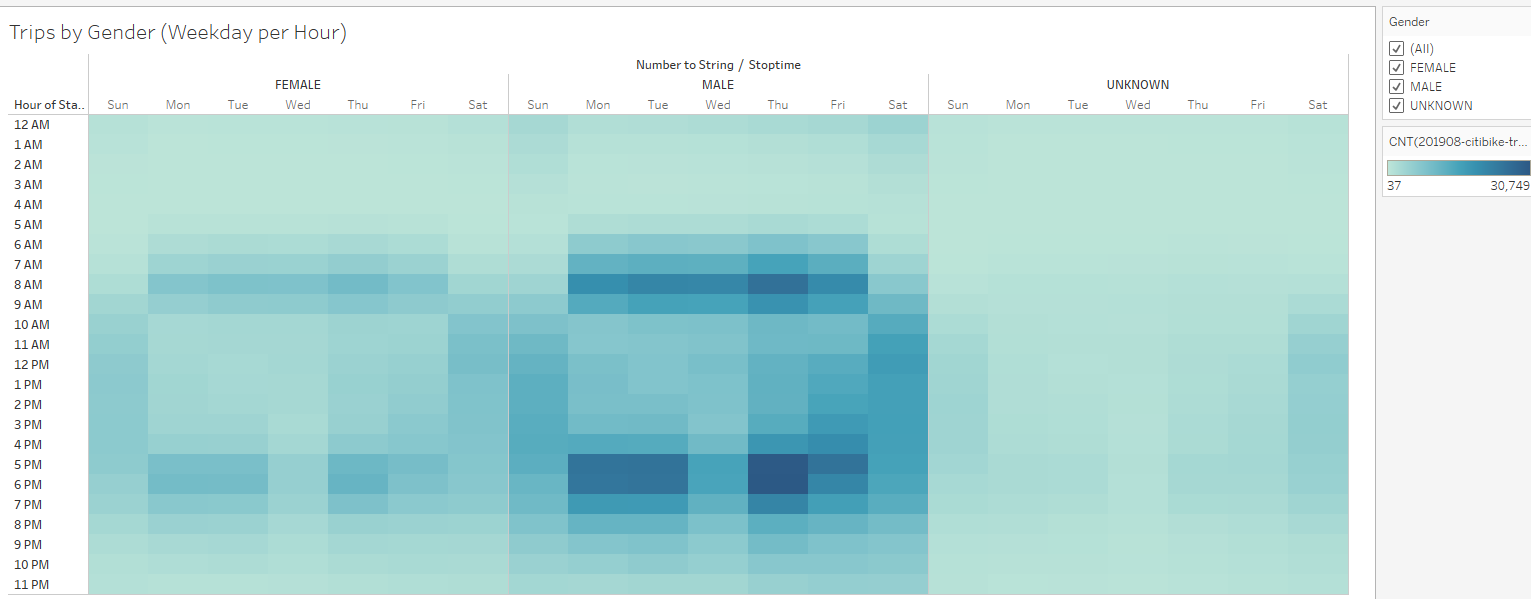 Trips by Gender (Weekday per Hour)
Number to String / Stoptime
FEMALE MALE UNKNOWN
Hour of Sta.. Sun Mon Tue Wed Thu Fri Sat Sun Mon Tue Wed Thu Fri Sat Sun Mon Tue Wed Thu Fri Sat
12 AM
1 AM
2 AM
3 AM
4 AM
5 AM
6 AM
7 AM
8 AM
9 AM
10 AM
11 AM
12 PM
1 PM
2 PM
3 PM
4 PM
5 PM
6 PM
7 PM
8 PM
9 PM
10 PM
11 PM
Gender
(All)
FEMALE
MALE
UNKNOWN
CNT(201908-citibike-tr...
37 30,749